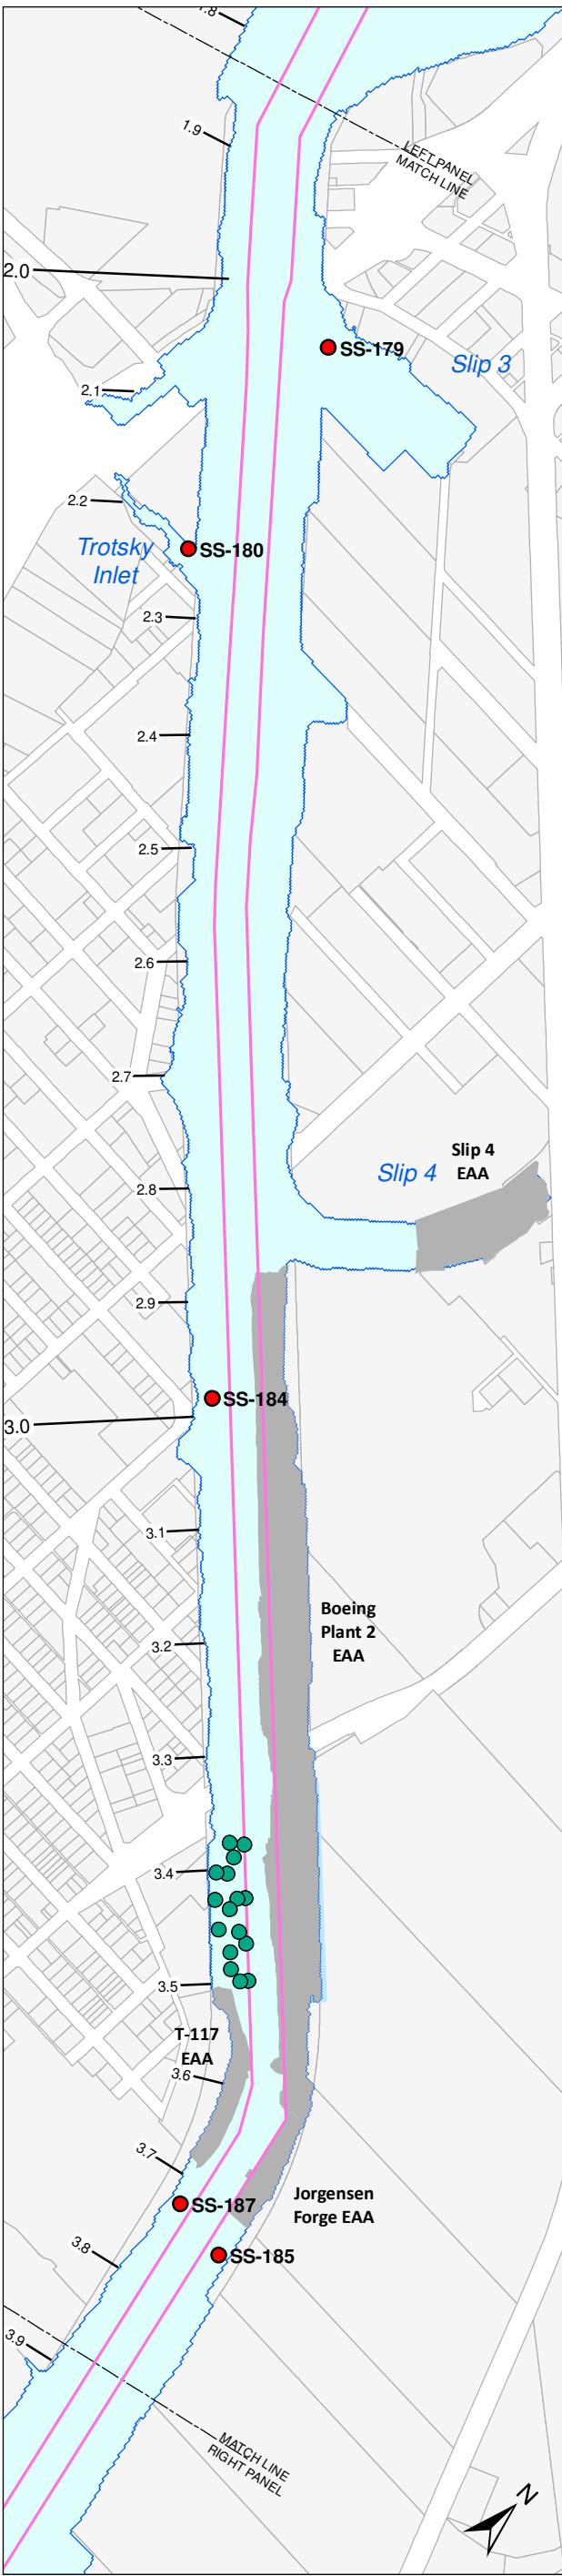 1.8
1.9
LEFT PANEL
MATCH LINE
2.0
SS-179
Slip 3
2.1
2.2
Trotsky
Inlet
SS-180
2.3
2.4
2.5
2.6
2.7
Slip 4
EAA
Slip 4
2.8
2.9
SS-184
3.0
3.1
Boeing
Plant 2
EAA
3.2
3.3
3.4
3.5
T-117
EAA
3.6
3.7
SS-187
Jorgensen
Forge EAA
3.8
SS-185
3.9
MATCH LINE
RIGHT PANEL
N